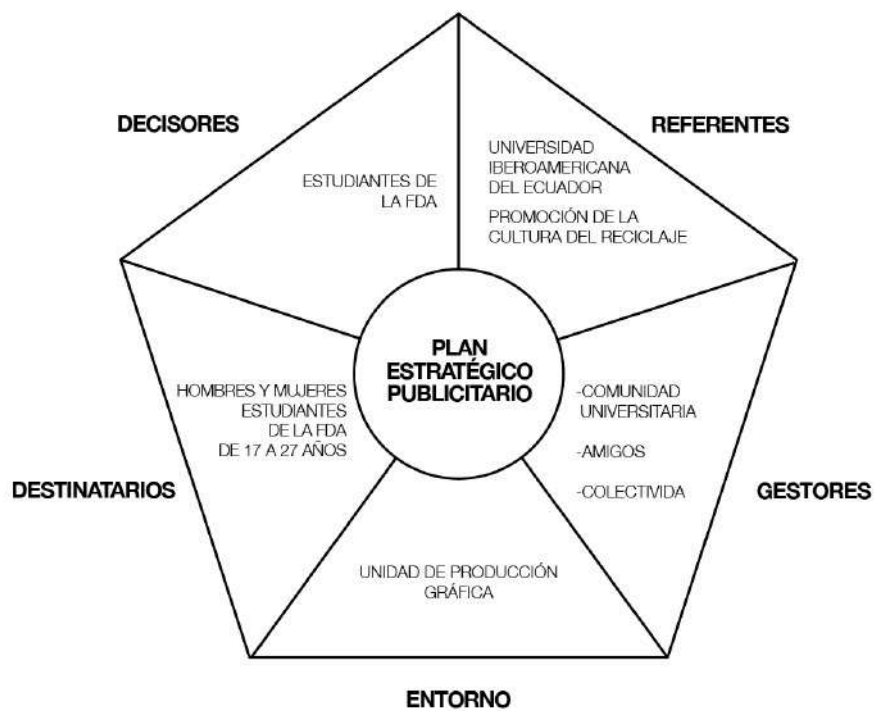 DECISORES
ESTUDIANTES DE
LA FDA
REFERENTES
UNIVERSIDAD
IBEROAMERICANA
DEL ECUADOR
PROMOCIÓN DE LA
CULTURA DEL RECICLAJE
PLAN
ESTRATÉGICO
PUBLICITARIO
HOMBRES Y MUJERES
ESTUDIANTES
DE LA FDA
DE 17 A 27 AÑOS
DESTINATARIOS
-COMUNIDAD
UNIVERSITARIA
-AMIGOS
-COLECTIVIDA
GESTORES
UNIDAD DE PRODUCCIÓN
GRÁFICA
ENTORNO